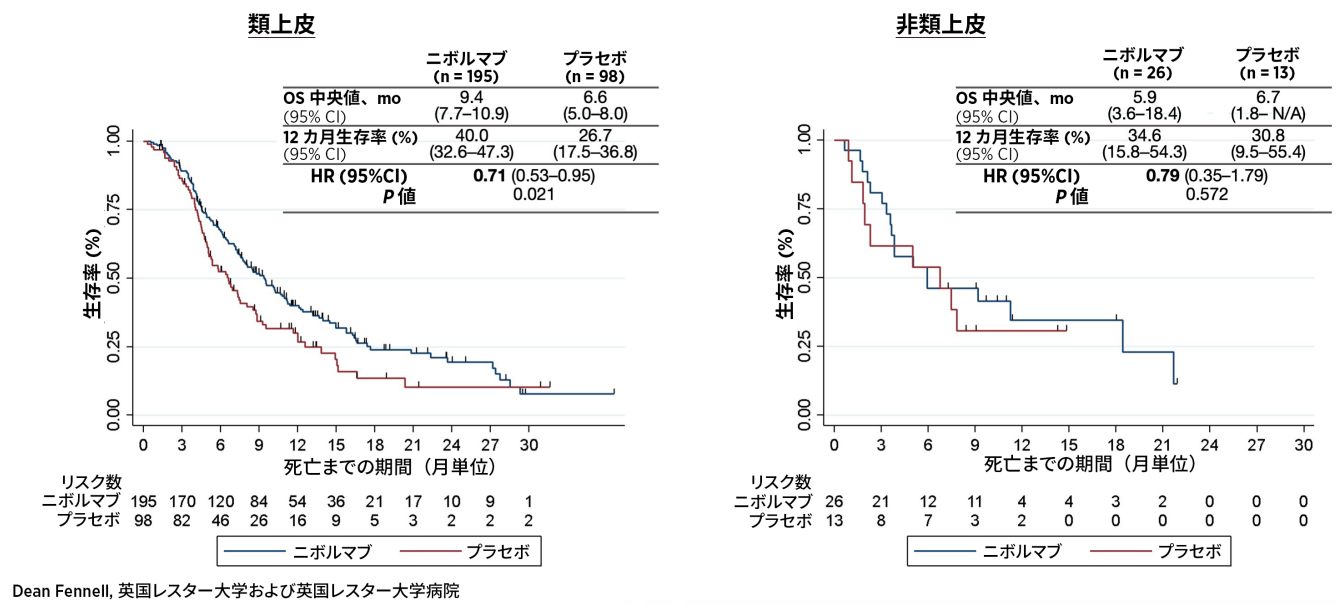 類上皮
ニボルマブ プラセボ
(n = 195) (n = 98)
OS 中央値、mo 9.4 6.6
(95% CI) (7.7–10.9) (5.0–8.0)
12 カ月生存率 (%) 40.0 26.7
(95% CI) (32.6–47.3) (17.5–36.8)
HR (95%CI) 0.71 (0.53–0.95)
P 値 0.021
生存率 (%)
1.00
0.75
0.50
0.25
0.00
0 3 6 9 12 15 18 21 24 27 30
死亡までの期間（月単位）
リスク数
ニボルマブ 195 170 120 84 54 36 21 17 10 9 1
プラセボ 98 82 46 26 16 9 5 3 2 2 2
ニボルマブ プラセボ
非類上皮
ニボルマブ プラセボ
(n = 26) (n = 13)
OS 中央値、mo 5.9 6.7
(95% CI) (3.6–18.4) (1.8– N/A)
12 カ月生存率 (%) 34.6 30.8
(95% CI) (15.8–54.3) (9.5–55.4)
HR (95%CI) 0.79 (0.35–1.79)
P 値 0.572
生存率 (%)
1.00
0.75
0.50
0.25
0.00
0 3 6 9 12 15 18 21 24 27 30
死亡までの期間（月単位）
リスク数
ニボルマブ 26 21 12 11 4 4 3 2 0 0 0
プラセボ 13 8 7 3 2 0 0 0 0 0 0
ニボルマブ プラセボ
Dean Fennell, 英国レスター大学および英国レスター大学病院